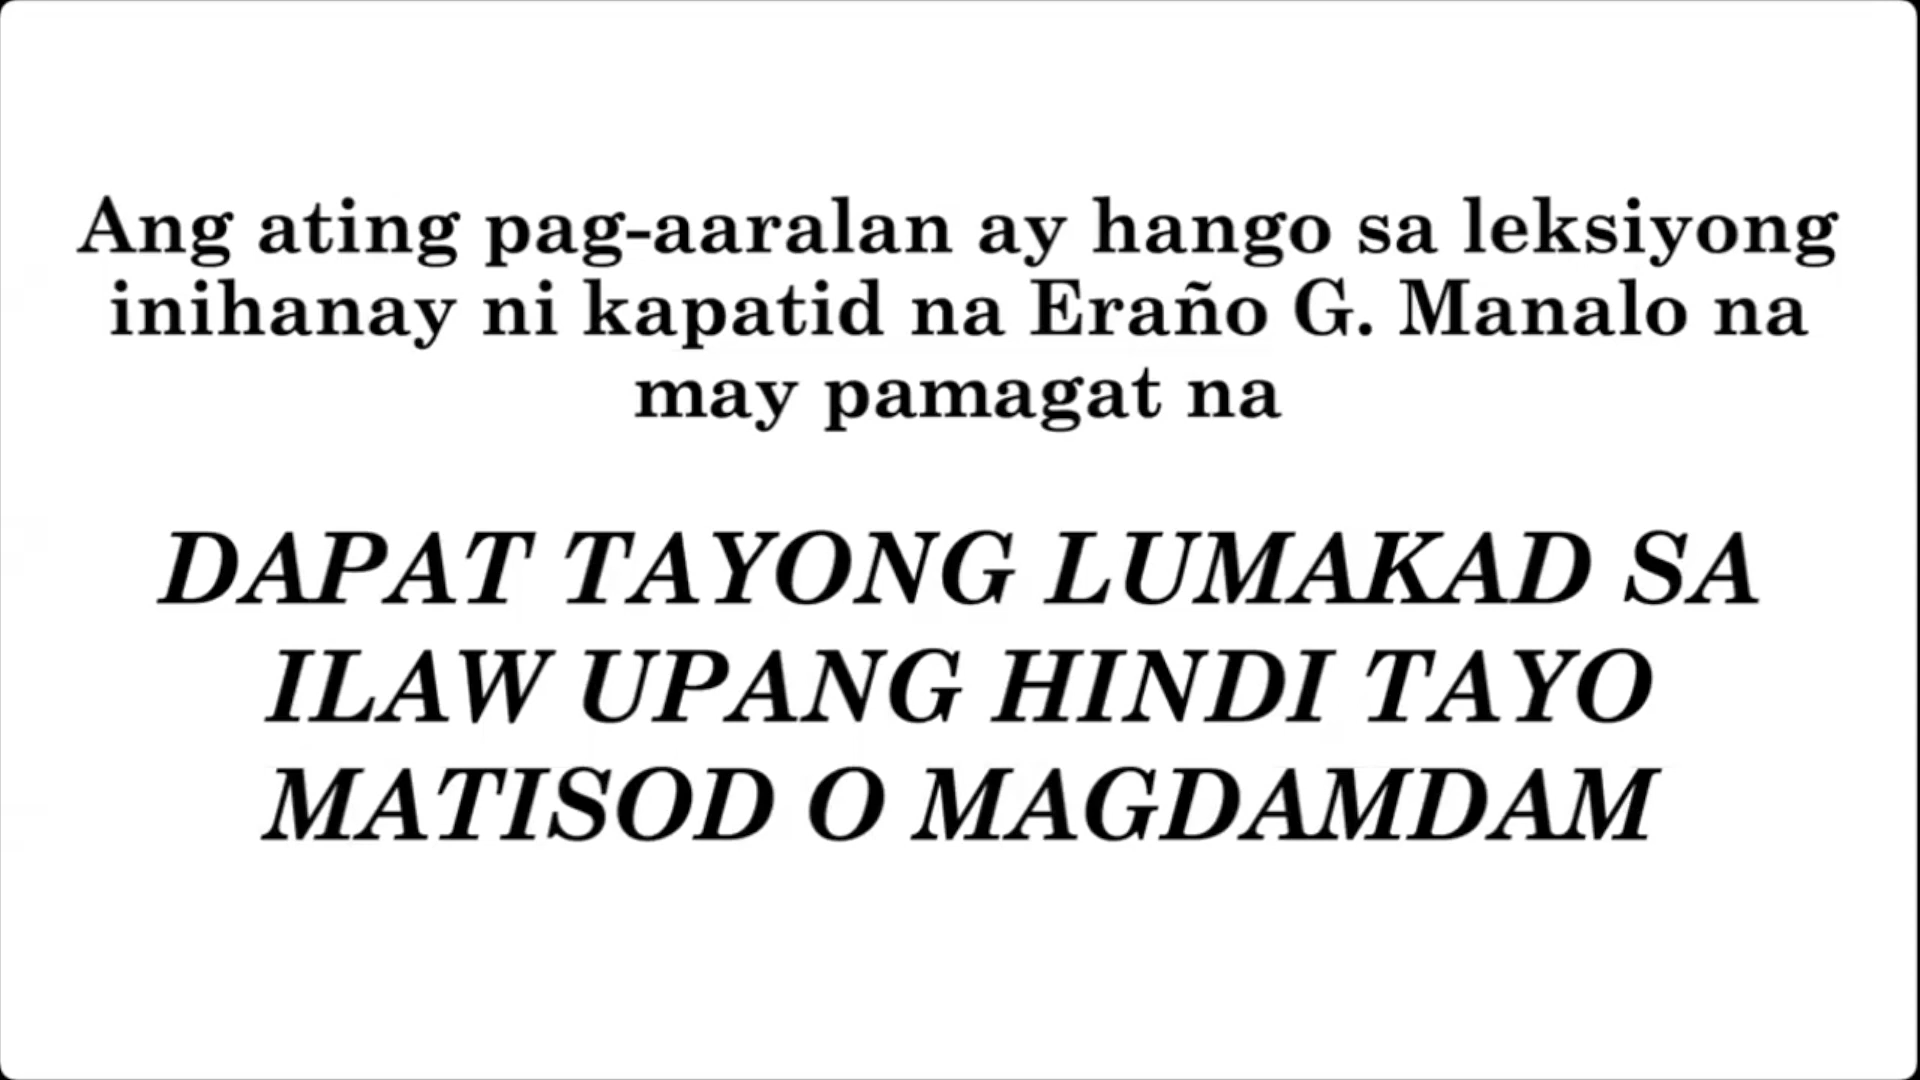 Ang ating pag-aaralan ay hango sa leksiyong
inihanay ni kapatid na Eraño G. Manalo na
may pamagat na
DAPAT TAYONG LUMAKAD SA
ILAW UPANG HINDI TAYO
MATISOD O MAGDAMDAM